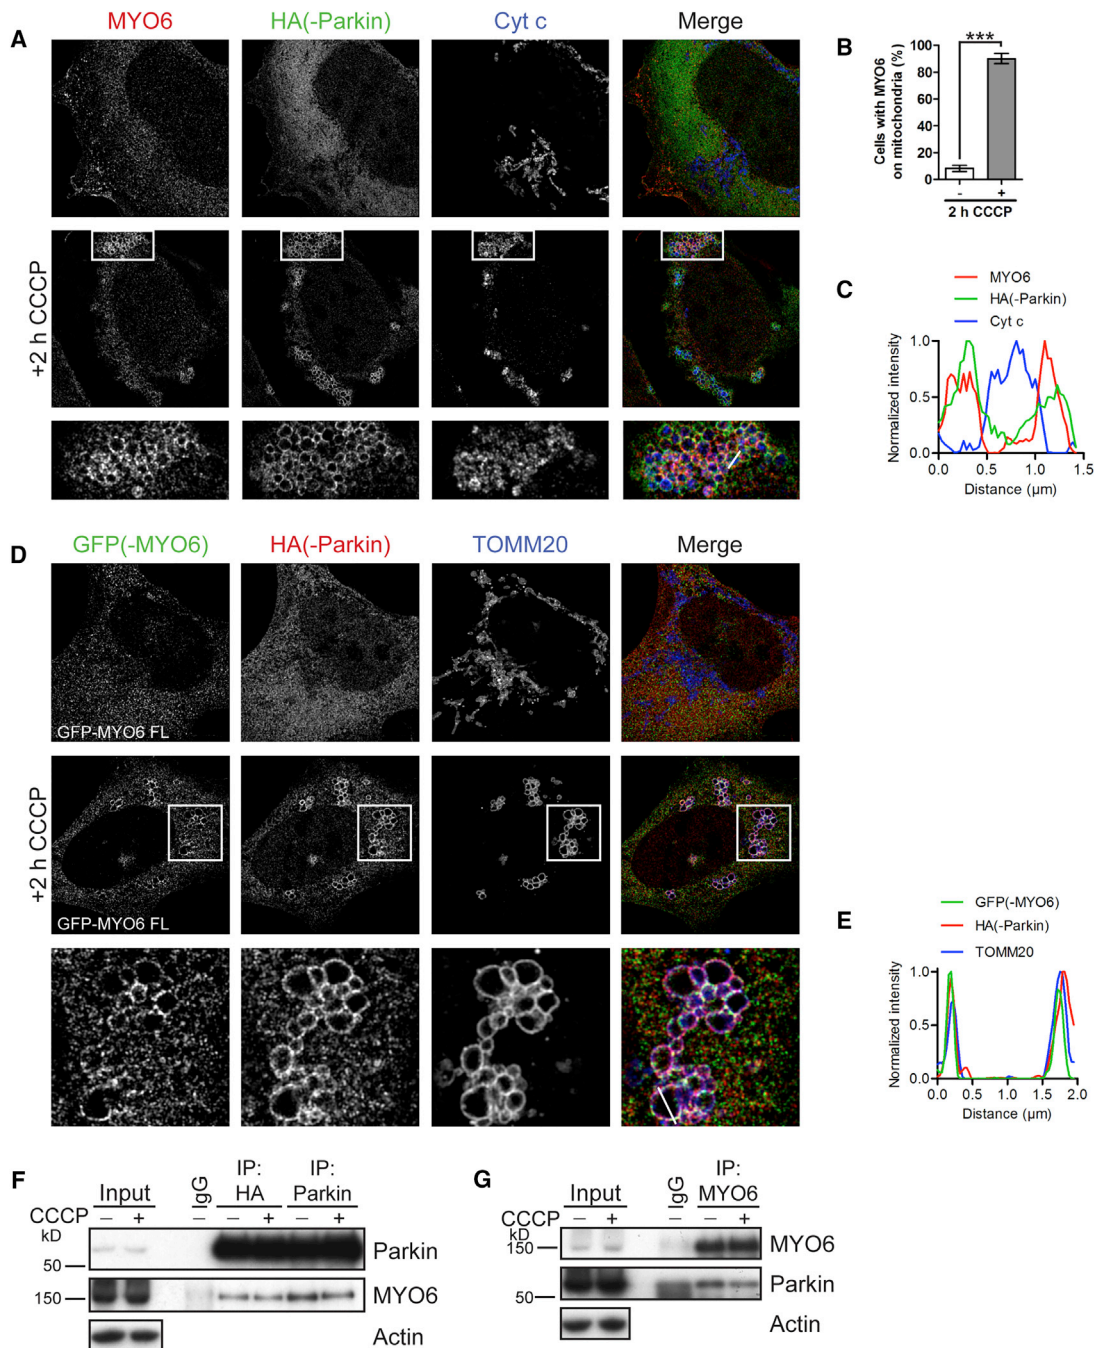 A
MYO6 HA(-Parkin) Cyt c Merge
+2 h CCCP
B
Cells with MYO6
on mitochondria (%)
100
80
60
40
20
0
***
- +
2 h CCCP
C
MYO6
HA(-Parkin)
Cyt c
Normalized intensity
1.0
0.5
0.0
0.0 0.5 1.0 1.5
Distance (µm)
D
GFP(-MYO6) HA(-Parkin) TOMM20 Merge
GFP-MYO6 FL
+2 h CCCP
GFP-MYO6 FL
E
GFP(-MYO6)
HA(-Parkin)
TOMM20
Normalized intensity
1.0
0.5
0.0
0.0 0.5 1.0 1.5 2.0
Distance (µm)
F
Input IgG IP: HA IP: Parkin
CCCP – + – – + – +
kD
50
Parkin
150
MYO6
Actin
G
Input IgG IP: MYO6
CCCP – + – – +
kD
150
MYO6
50
Parkin
Actin